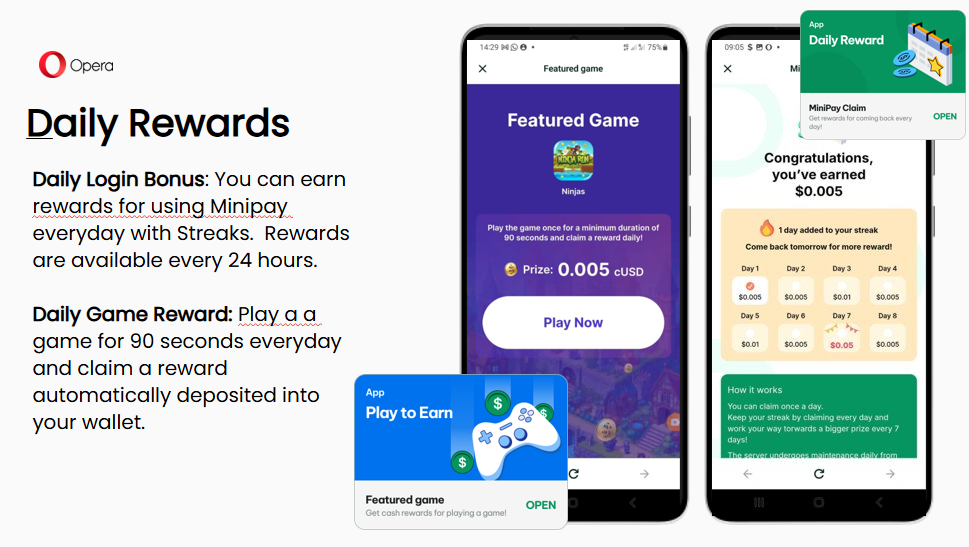 Opera
Daily Rewards
Daily Login Bonus: You can earn
rewards for using Minipay
everyday with Streaks.  Rewards
are available every 24 hours.
Daily Game Reward: Play a a
game for 90 seconds everyday
and claim a reward
automatically deposited into
your wallet.
14:29
75%
Featured game
Featured Game
NINJA RUN
Ninjas
Play the game once for a minimum duration of
90 seconds and claim a reward daily!
Prize: 0.005 cUSD
Play Now
App
Play to Earn
$
$
$
Featured game
Get cash rewards for playing a game!
OPEN
09:05 $
Mi
App
Daily Reward
MiniPay Claim
Get rewards for coming back every
day!
OPEN
Congratulations,
you've earned
$0.005
1 day added to your streak
Come back tomorrow for more reward!
Day 1 Day 2 Day 3 Day 4
$0.005 $0.005 $0.01 $0.005
Day 5 Day 6 Day 7 Day 8
$0.01 $0.005 $0.05 $0.005
How it works
You can claim once a day.
Keep your streak by claiming every day and
work your way torwards a bigger prize every 7
days!
The server undergoes maintenance daily from